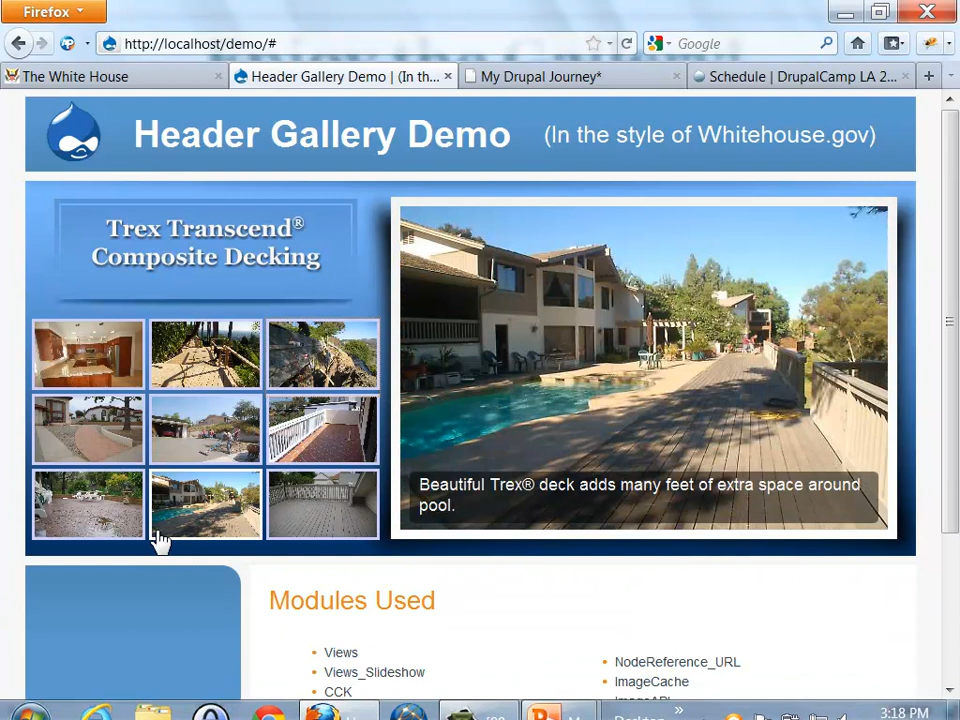 Firefox
http://localhost/demo/#
Google
The White House
Header Gallery Demo | (In th...
My Drupal Journey*
Schedule | DrupalCamp LA 2...
Header Gallery Demo
(In the style of Whitehouse.gov)
Trex Transcend®
Composite Decking
Beautiful Trex® deck adds many feet of extra space around
pool.
Modules Used
• Views
• Views_Slideshow
• CCK
• NodeReference_URL
• ImageCache
3:18 PM